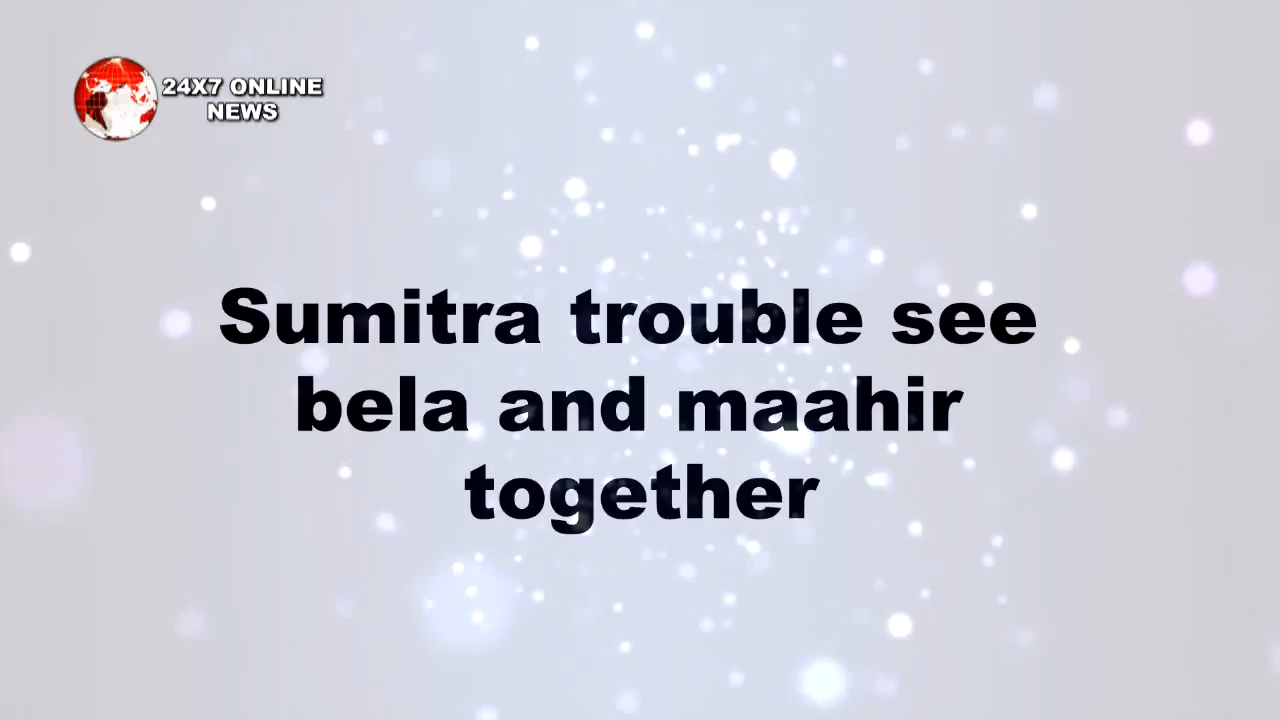 24X7 ONLINE
NEWS
Sumitra trouble see
bela and maahir
together